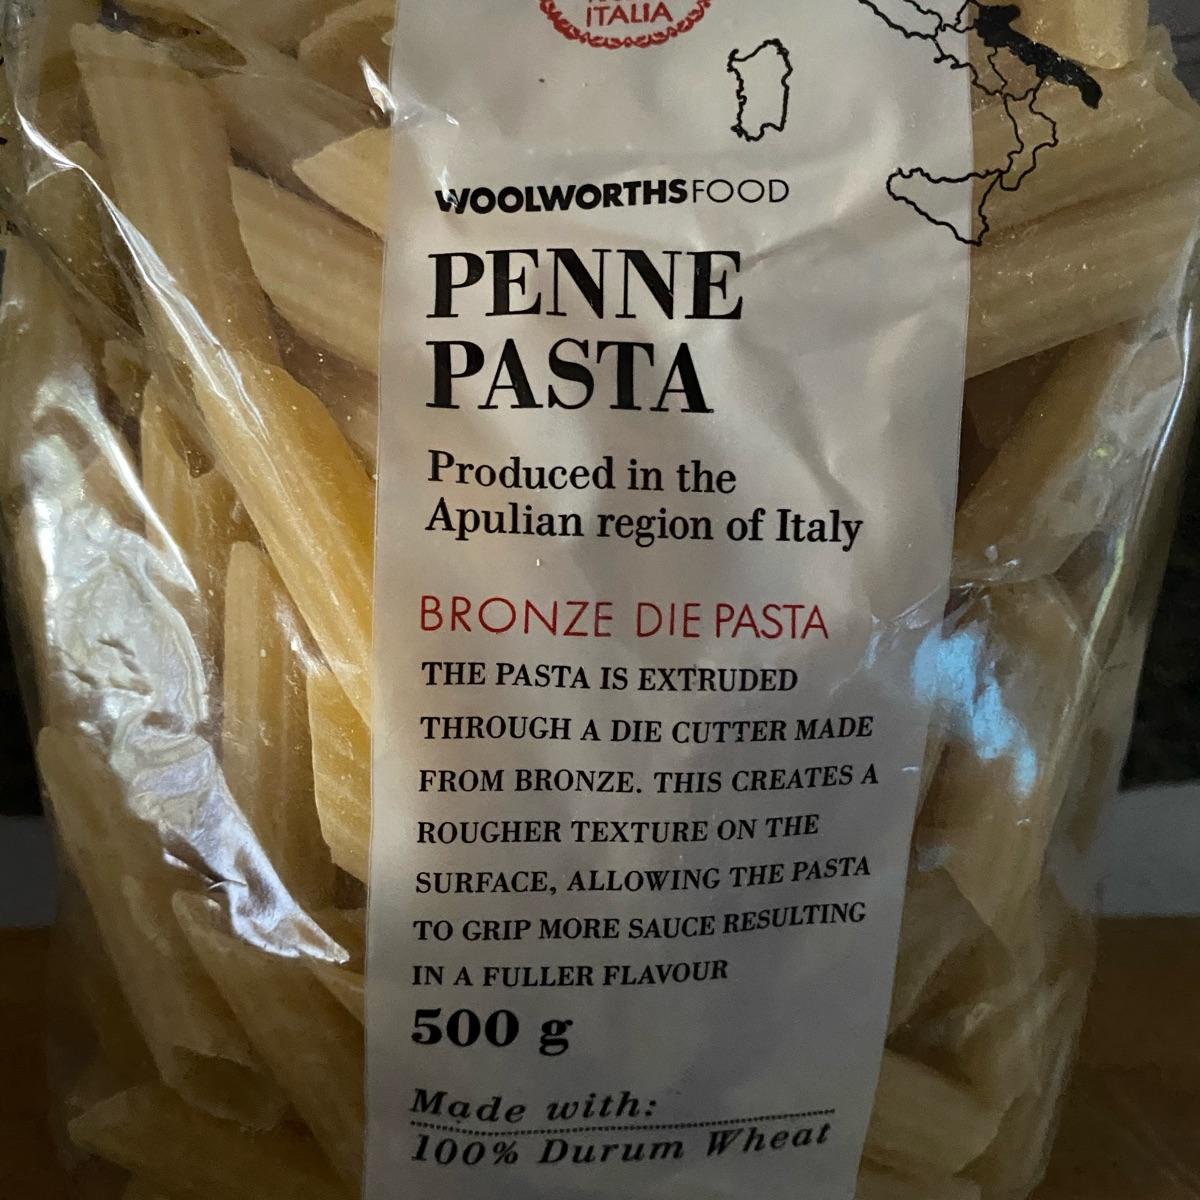 ITALIA
WOOLWORTHSFOOD
PENNE
PASTA
Produced in the
Apulian region of Italy
BRONZE DIE PASTA
THE PASTA IS EXTRUDED
THROUGH A DIE CUTTER MADE
FROM BRONZE. THIS CREATES A
ROUGHER TEXTURE ON THE
SURFACE, ALLOWING THE PASTA
TO GRIP MORE SAUCE RESULTING
IN A FULLER FLAVOUR
500 g
Made with:
100% Durum Wheat